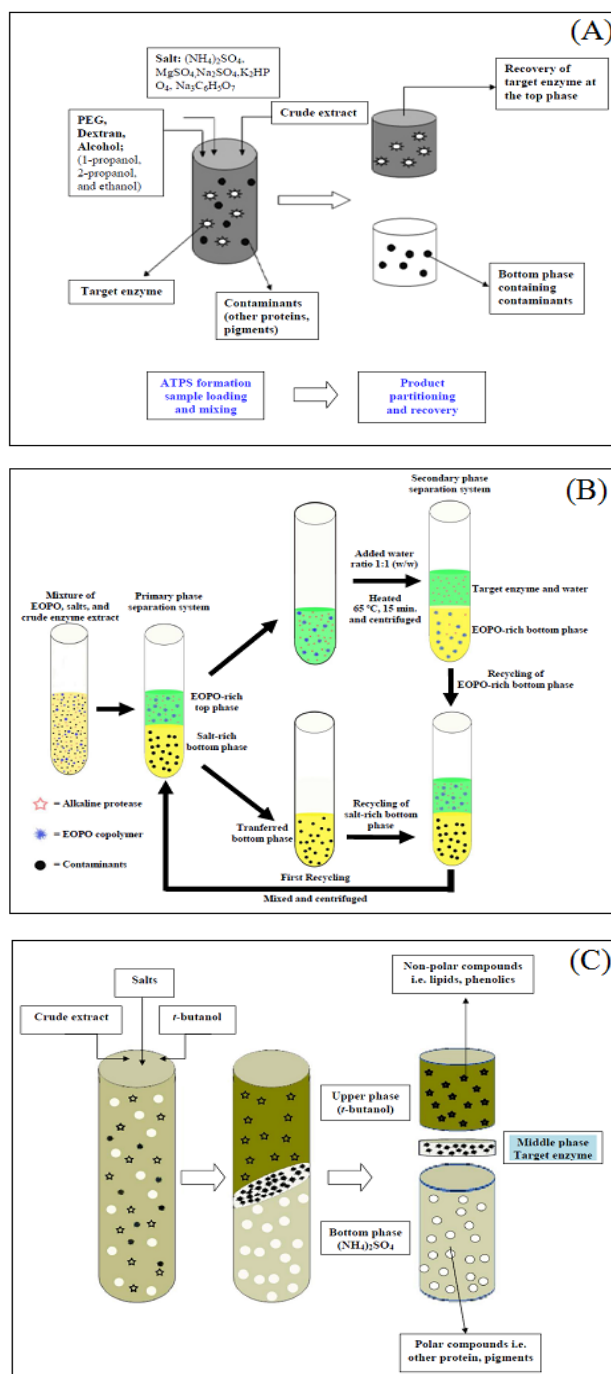 (A)
Salt: (NH4)2SO4,
MgSO4,Na2SO4,K2HP
O4, Na3C6H5O7
Recovery of
target enzyme at
the top phase
PEG,
Dextran,
Alcohol;
(1-propanol,
2-propanol,
and ethanol)
Crude extract
Target enzyme
Contaminants
(other proteins,
pigments)
Bottom phase
containing
contaminants
ATPS formation
sample loading
and mixing
Product
partitioning
and recovery
(B)
Secondary phase
separation system
Mixture of
EOPO, salts, and
crude enzyme extract
Primary phase
separation system
Added water
ratio 1:1 (w/w)
Heated
65 °C, 15 min.
and centrifuged
Target enzyme and water
EOPO-rich bottom phase
EOPO-rich
top phase
Salt-rich
bottom phase
Recycling of
EOPO-rich bottom phase
= Alkaline protease
= EOPO copolymer
= Contaminants
Tranferred
bottom phase
Recycling of
salt-rich bottom
phase
First Recycling
Mixed and centrifuged
(C)
Salts
Crude extract
t-butanol
Non-polar compounds
i.e. lipids, phenolics
Upper phase
(t-butanol)
Middle phase
Target enzyme
Bottom phase
(NH4)2SO4
Polar compounds i.e.
other protein, pigments